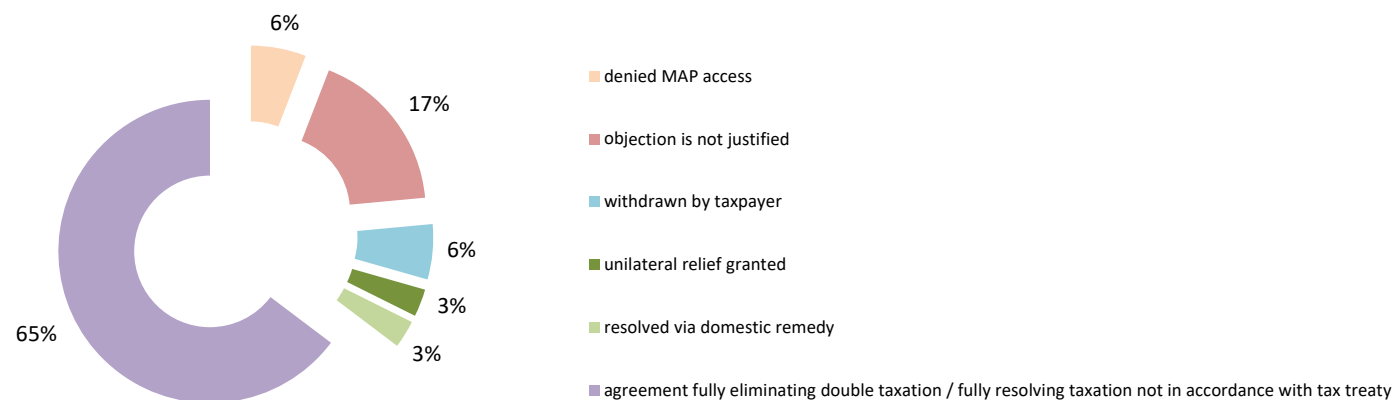 6%
denied MAP access
17%
objection is not justified
withdrawn by taxpayer
6%
unilateral relief granted
3%
resolved via domestic remedy
65%
3%
agreement fully eliminating double taxation / fully resolving taxation not in accordance with tax treaty